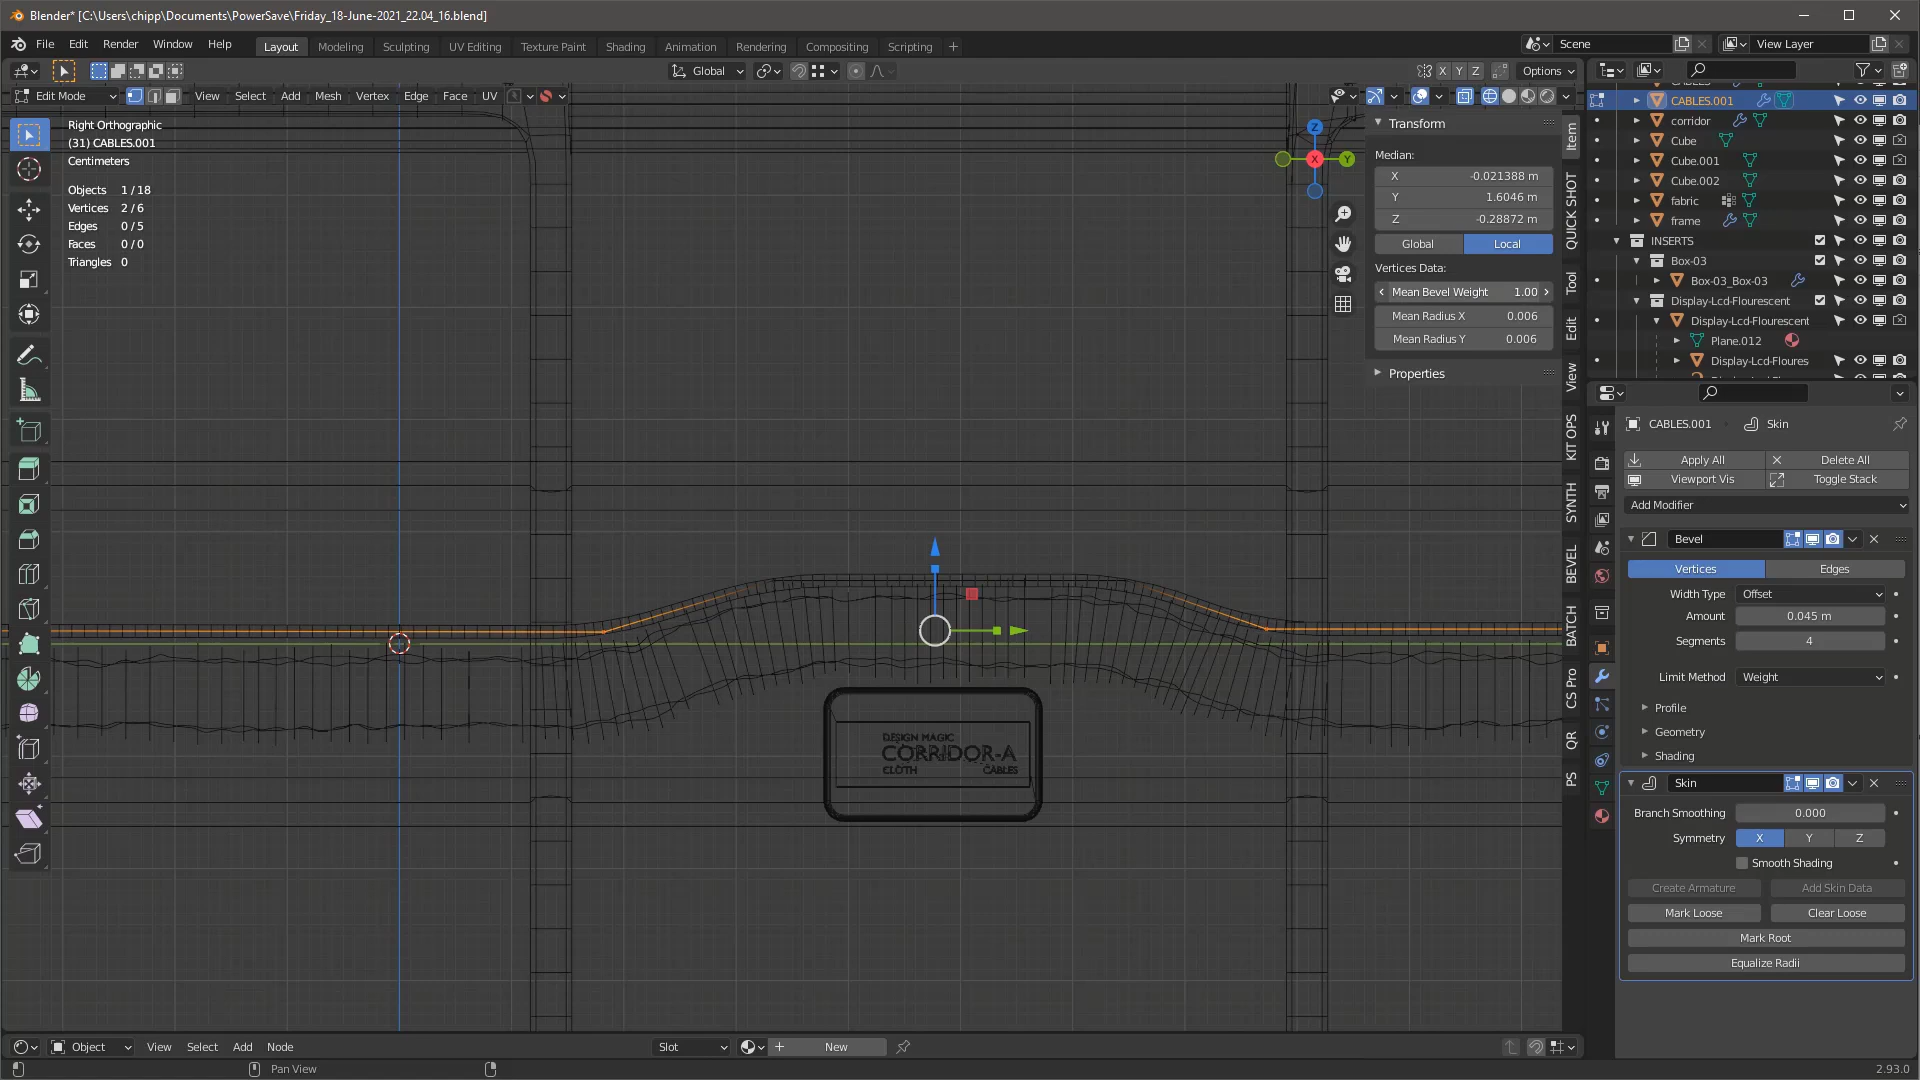 Blender* [C:\Users\chipp\Documents\PowerSave\Friday_18-June-2021_22.04_16.blend]
File Edit Render Window Help Layout Modeling Sculpting UV Editing Texture Paint Shading Animation Rendering Compositing Scripting + Scene View Layer
Global X Y Z Options
Edit Mode View Select Add Mesh Vertex Edge Face UV
Right Orthographic
(31) CABLES.001
Centimeters
Objects 1/18
Vertices 2/6
Edges 0/5
Faces 0/0
Triangles 0
Z
X
Y
DESIGN MAGIC
CORRIDOR-A
CLOTH CABLES
Transform
Median:
X -0.021388 m
Y 1.6046 m
Z -0.28872 m
Global Local
Vertices Data:
Mean Bevel Weight 1.00
Mean Radius X 0.006
Mean Radius Y 0.006
Properties
Item
QUICK SHOT
Tool
Edit
View
KIT OPS
SYNTH
BEVEL
BATCH
CS Pro
QR
PS
CABLES.001
corridor
Cube
Cube.001
Cube.002
fabric
frame
INSERTS
Box-03
Box-03_Box-03
Display-Lcd-Flourescent
Display-Lcd-Flourescent
Plane.012
Display-Lcd-Floures
CABLES.001 Skin
Apply All Delete All
Viewport Vis Toggle Stack
Add Modifier
Bevel
Vertices Edges
Width Type Offset
Amount 0.045 m
Segments 4
Limit Method Weight
Profile
Geometry
Shading
Skin
Branch Smoothing 0.000
Symmetry X Y Z
Smooth Shading
Create Armature Add Skin Data
Mark Loose Clear Loose
Mark Root
Equalize Radii
Object View Select Add Node Slot New
Pan View 2.93.0